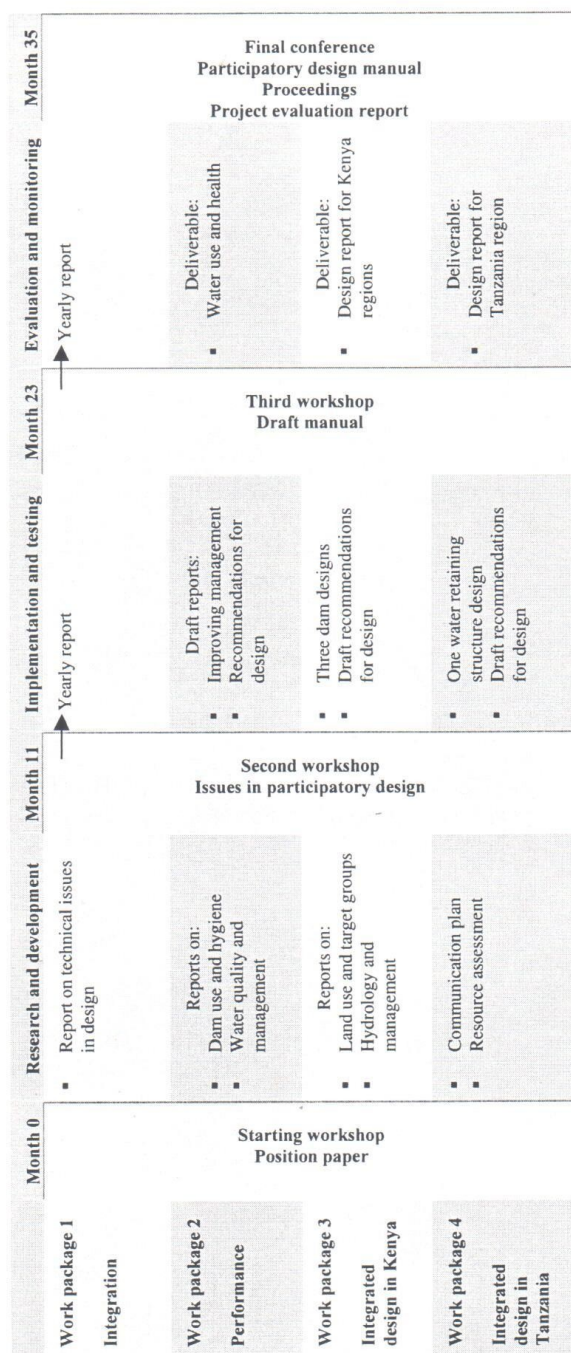 Month 0
Research and development
Month 11
Implementation and testing
Month 23
Evaluation and monitoring
Month 35
Work package 1
Integration
▪ Report on technical issues
in design
Yearly report
Yearly report
Work package 2
Performance
Reports on:
▪ Dam use and hygiene
▪ Water quality and
management
Draft reports:
▪ Improving management
▪ Recommendations for
design
Deliverable:
▪ Water use and health
Work package 3
Integrated
design in Kenya
Reports on:
▪ Land use and target groups
▪ Hydrology and
management
▪ Three dam designs
▪ Draft recommendations
for design
Deliverable:
▪ Design report for Kenya
regions
Work package 4
Integrated
design in
Tanzania
▪ Communication plan
▪ Resource assessment
▪ One water retaining
structure design
▪ Draft recommendations
for design
Deliverable:
▪ Design report for
Tanzania region
Starting workshop
Position paper
Second workshop
Issues in participatory design
Third workshop
Draft manual
Final conference
Participatory design manual
Proceedings
Project evaluation report